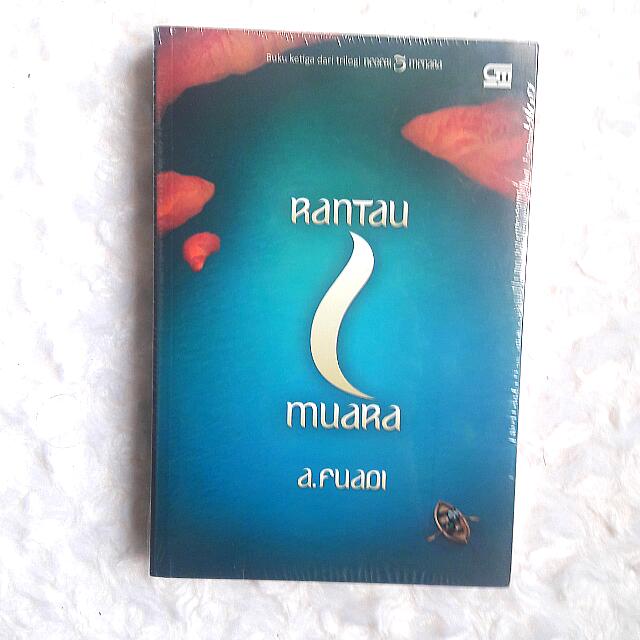 Buku ketiga dari trilogi negeri 5 menara
RANTAU
1
MUARA
A.FUADI